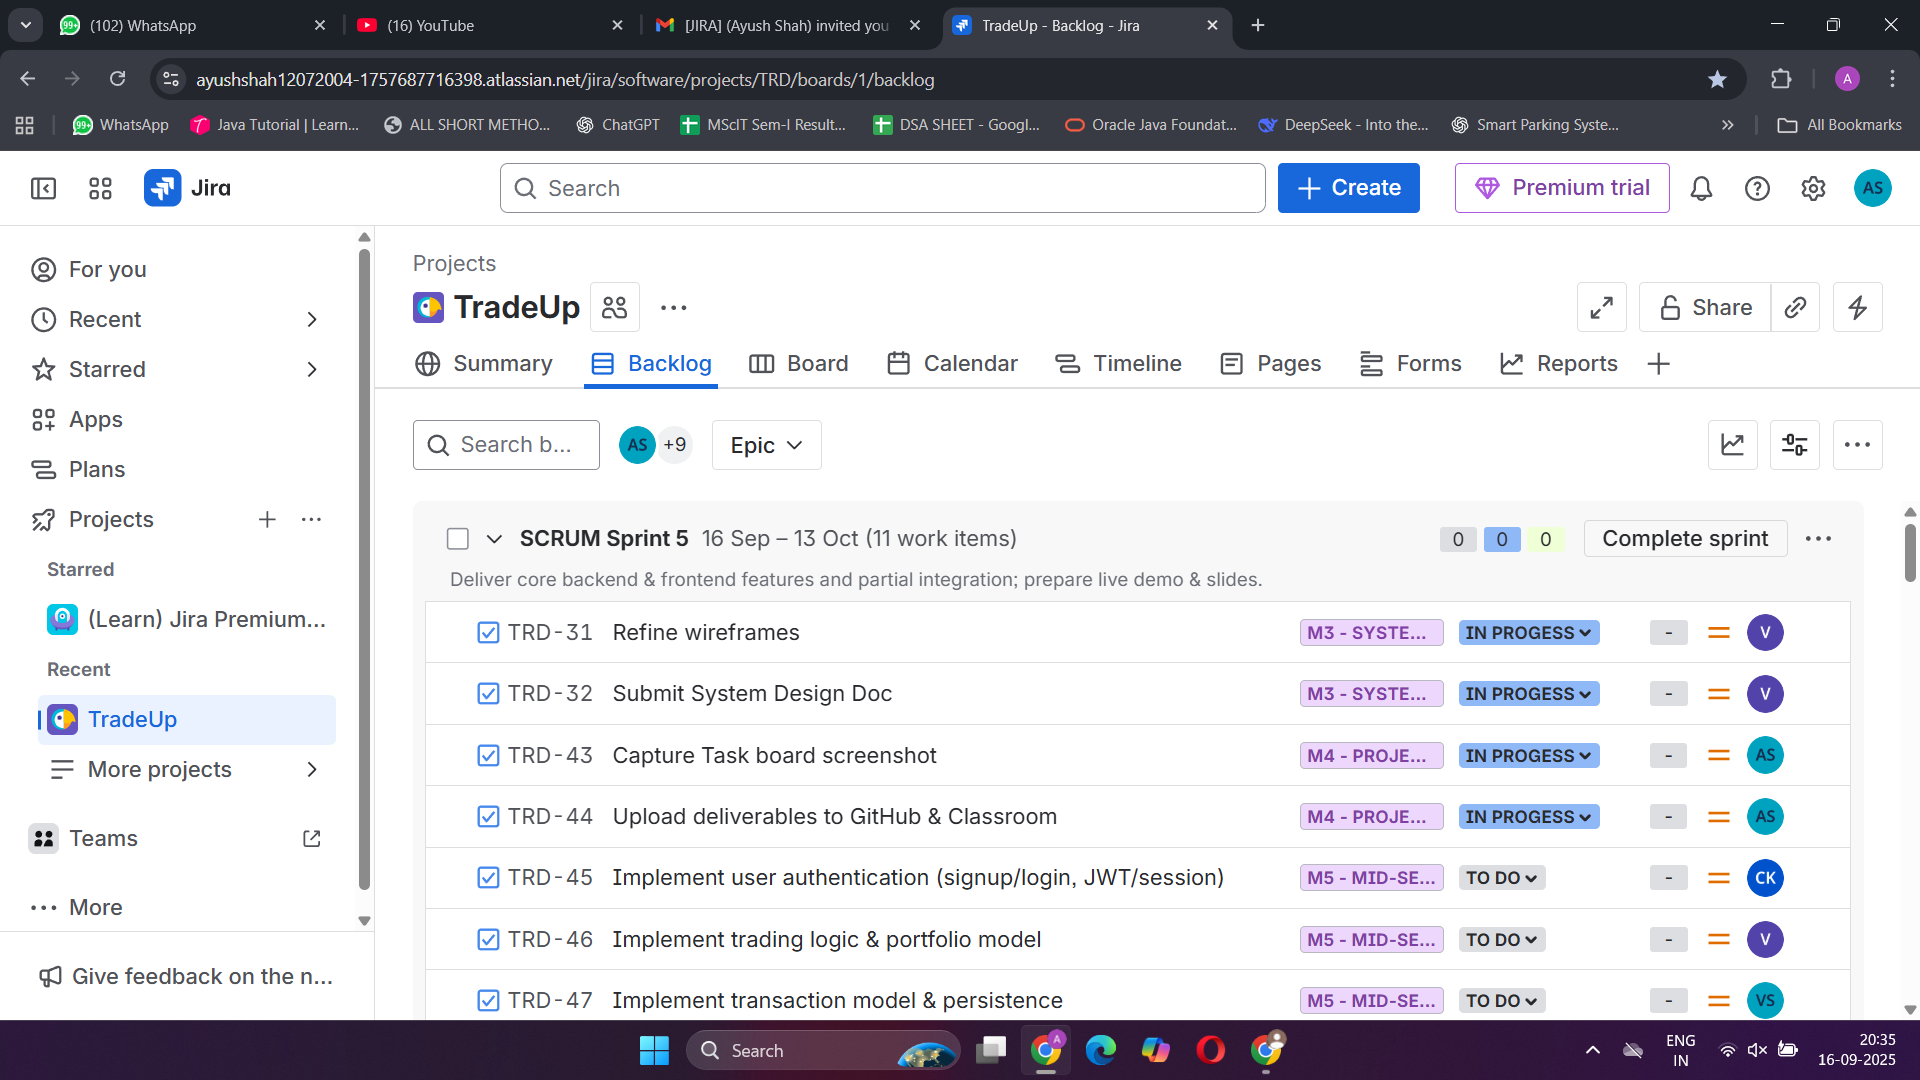 (102) WhatsApp
(16) YouTube
[JIRA] (Ayush Shah) invited you
TradeUp - Backlog - Jira
ayushshah12072004-1757687716398.atlassian.net/jira/software/projects/TRD/boards/1/backlog
A
99+ WhatsApp
Java Tutorial | Learn...
ALL SHORT METHO...
ChatGPT
MScIT Sem-I Result...
DSA SHEET - Googl...
Oracle Java Foundat...
DeepSeek - Into the...
Smart Parking Syste...
All Bookmarks
Jira
Search
Create
Premium trial
AS
For you
Recent
Starred
Apps
Plans
Projects
Starred
(Learn) Jira Premium...
Recent
TradeUp
More projects
Teams
More
Give feedback on the n...
Projects
TradeUp
Share
Summary
Backlog
Board
Calendar
Timeline
Pages
Forms
Reports
Search b...
AS +9
Epic
SCRUM Sprint 5 16 Sep – 13 Oct (11 work items)
0 0 0
Complete sprint
Deliver core backend & frontend features and partial integration; prepare live demo & slides.
TRD-31 Refine wireframes M3 - SYSTE... IN PROGESS - V
TRD-32 Submit System Design Doc M3 - SYSTE... IN PROGESS - V
TRD-43 Capture Task board screenshot M4 - PROJE... IN PROGESS - AS
TRD-44 Upload deliverables to GitHub & Classroom M4 - PROJE... IN PROGESS - AS
TRD-45 Implement user authentication (signup/login, JWT/session) M5 - MID-SE... TO DO - CK
TRD-46 Implement trading logic & portfolio model M5 - MID-SE... TO DO - V
TRD-47 Implement transaction model & persistence M5 - MID-SE... TO DO - VS
Search
A
ENG
IN
20:35
16-09-2025